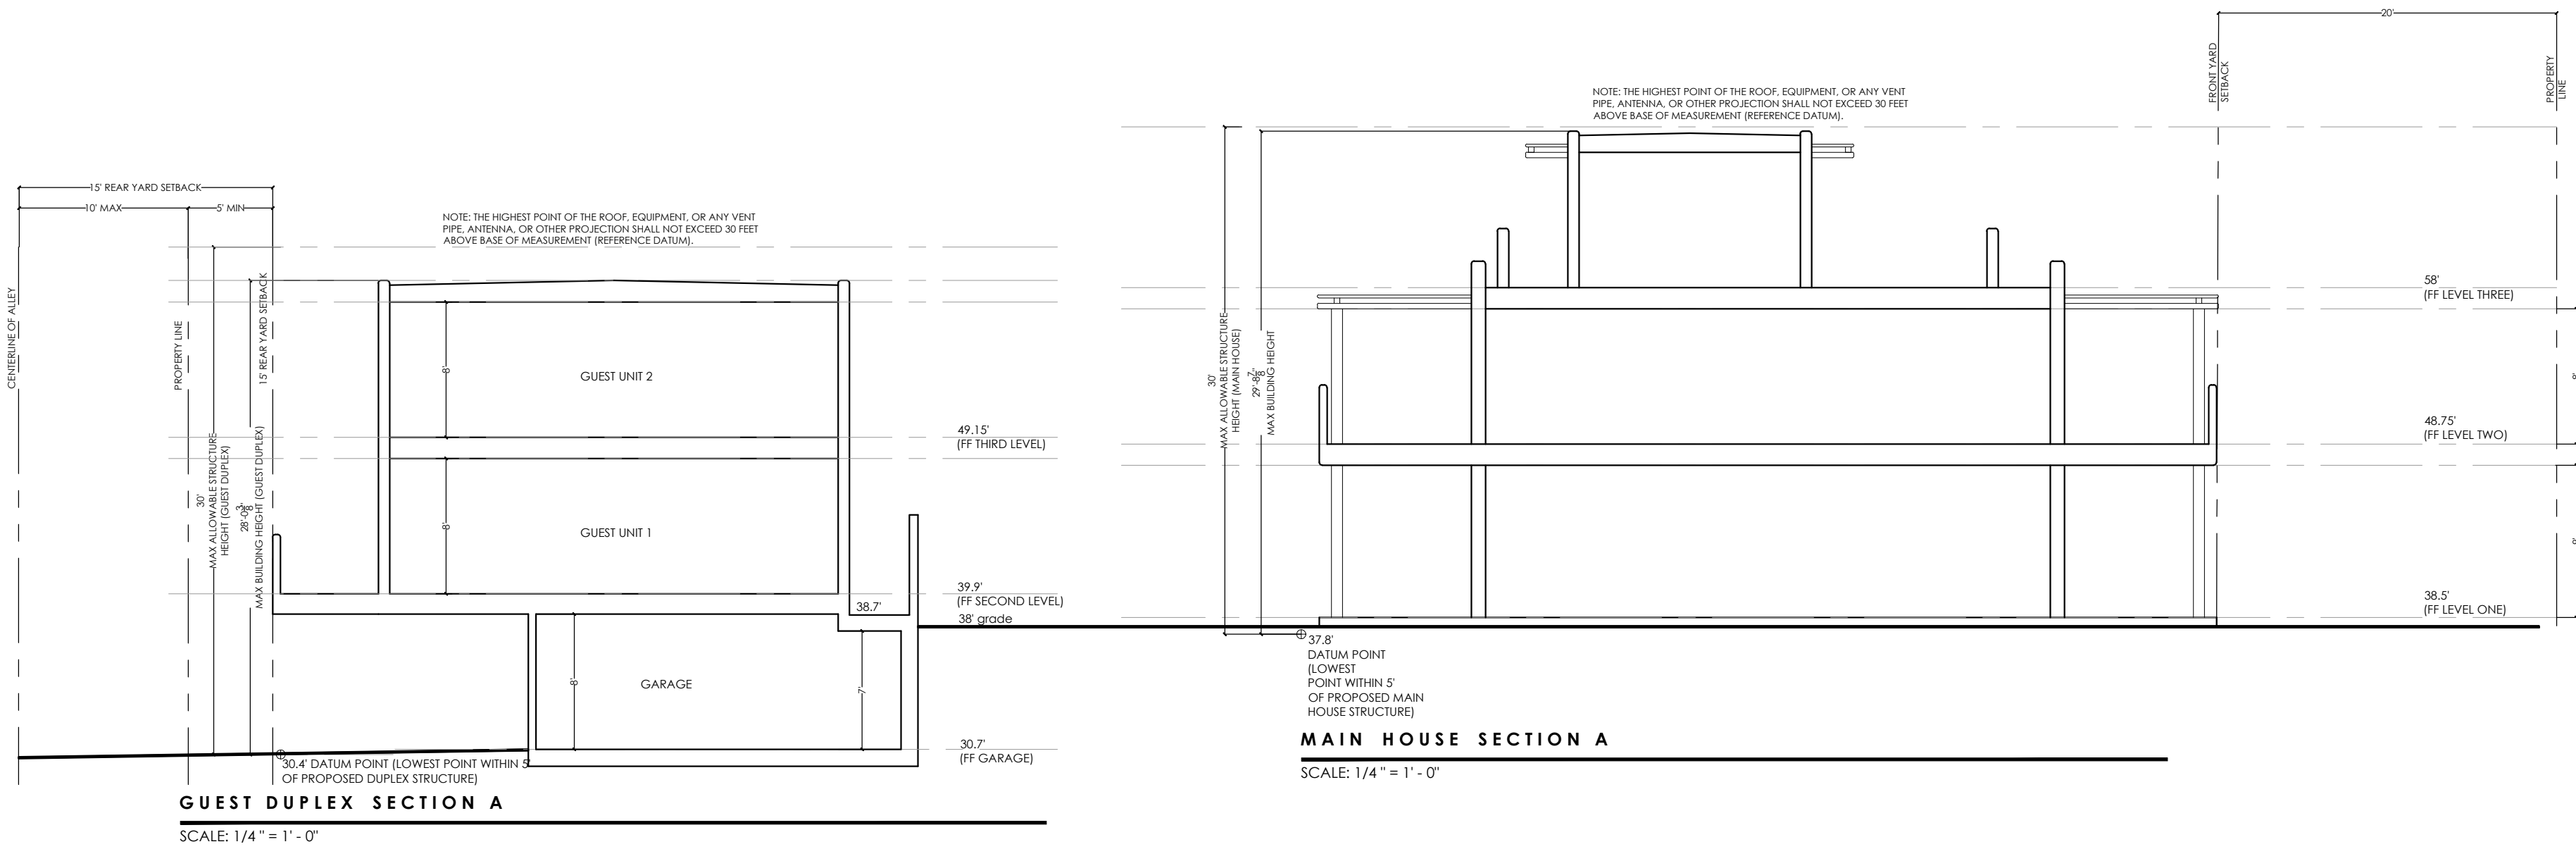 20'
FRONT YARD
SETBACK
PROPERTY
LINE
NOTE: THE HIGHEST POINT OF THE ROOF, EQUIPMENT, OR ANY VENT
PIPE, ANTENNA, OR OTHER PROJECTION SHALL NOT EXCEED 30 FEET
ABOVE BASE OF MEASUREMENT (REFERENCE DATUM).
15' REAR YARD SETBACK
10' MAX
5' MIN
NOTE: THE HIGHEST POINT OF THE ROOF, EQUIPMENT, OR ANY VENT
PIPE, ANTENNA, OR OTHER PROJECTION SHALL NOT EXCEED 30 FEET
ABOVE BASE OF MEASUREMENT (REFERENCE DATUM).
CENTERLINE OF ALLEY
PROPERTY LINE
30'
MAX ALLOWABLE STRUCTURE
HEIGHT (GUEST DUPLEX)
28'-0 3/8"
MAX BUILDING HEIGHT (GUEST DUPLEX)
15' REAR YARD SETBACK
8'
GUEST UNIT 2
8'
GUEST UNIT 1
49.15'
(FF THIRD LEVEL)
39.9'
(FF SECOND LEVEL)
38.7'
38' grade
8'
GARAGE
7'
30.7'
(FF GARAGE)
30.4' DATUM POINT (LOWEST POINT WITHIN 5'
OF PROPOSED DUPLEX STRUCTURE)
GUEST DUPLEX SECTION A
SCALE: 1/4 " = 1' - 0"
30'
MAX ALLOWABLE STRUCTURE
HEIGHT (MAIN HOUSE)
29'-8 7/8"
MAX BUILDING HEIGHT
58'
(FF LEVEL THREE)
48.75'
(FF LEVEL TWO)
38.5'
(FF LEVEL ONE)
37.8'
DATUM POINT
(LOWEST
POINT WITHIN 5'
OF PROPOSED MAIN
HOUSE STRUCTURE)
MAIN HOUSE SECTION A
SCALE: 1/4 " = 1' - 0"